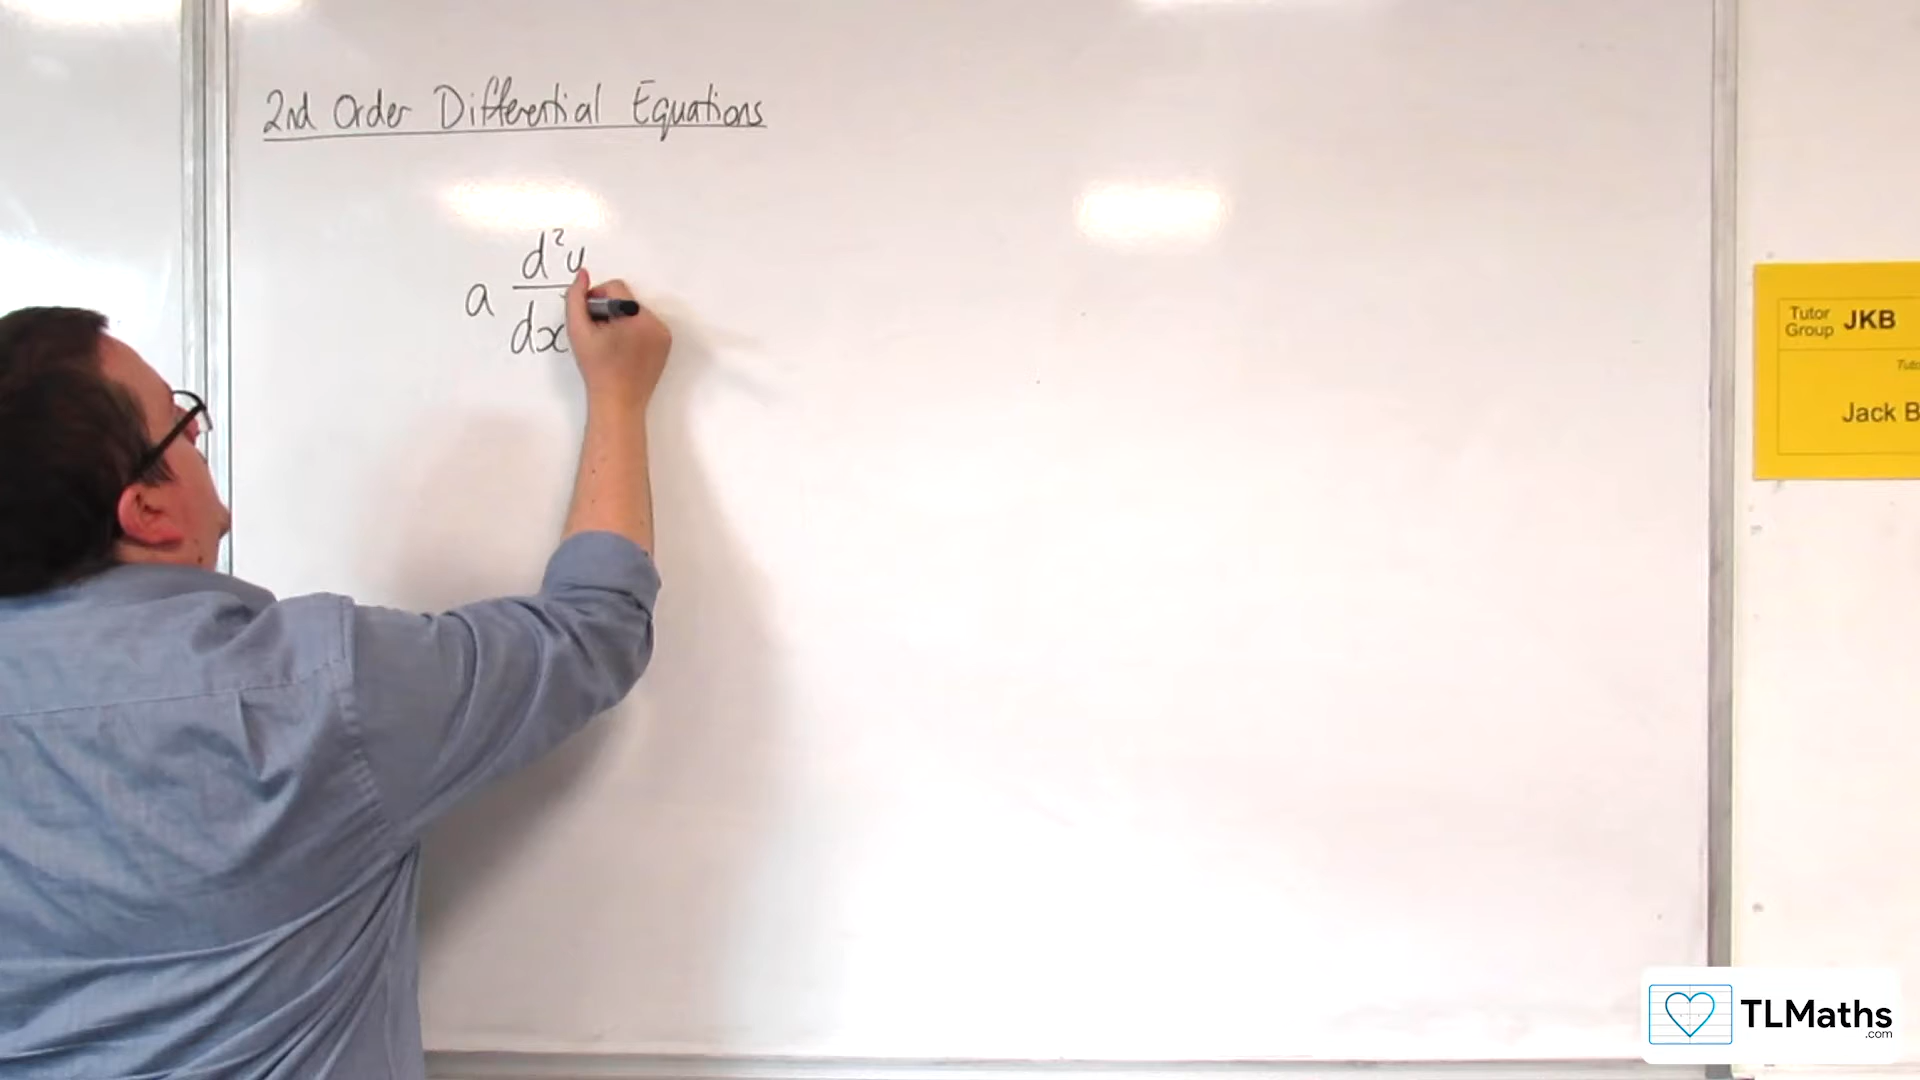 2nd Order Differential Equations
a d²y
dx
Tutor Group JKB
Jack B
TLMaths
.com